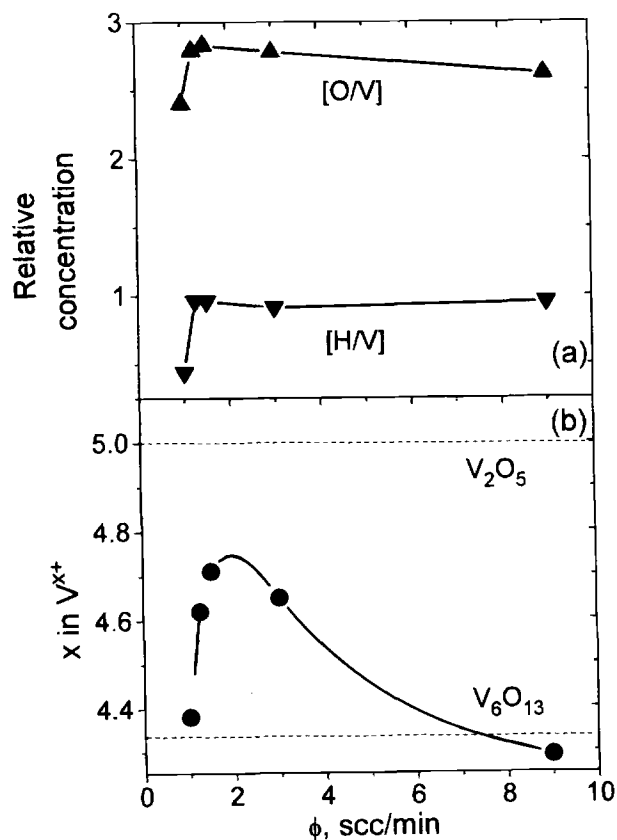 3
2
1
Relative
concentration
[O/V]
[H/V]
(a)
(b)
5.0
4.8
4.6
4.4
x in Vˣ⁺
V₂O₅
V₆O₁₃
0 2 4 6 8 10
ϕ, scc/min